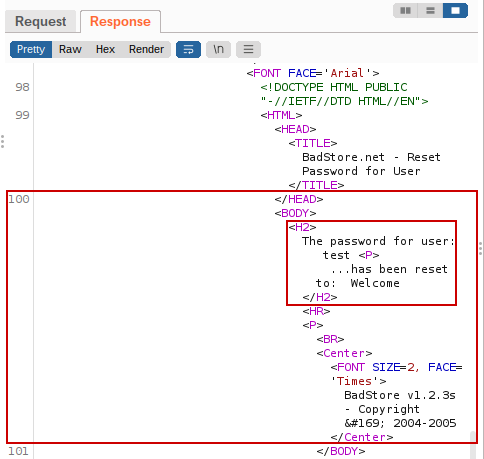 Request Response
Pretty Raw Hex Render \n
<FONT FACE='Arial'>
98 <!DOCTYPE HTML PUBLIC
"-//IETF//DTD HTML//EN">
99 <HTML>
<HEAD>
<TITLE>
BadStore.net - Reset
Password for User
</TITLE>
100 </HEAD>
<BODY>
<H2>
The password for user:
test <P>
...has been reset
to: Welcome
</H2>
<HR>
<P>
<BR>
<Center>
<FONT SIZE=2, FACE=
'Times'>
BadStore v1.2.3s
- Copyright
&#169; 2004-2005
</Center>
101 </BODY>